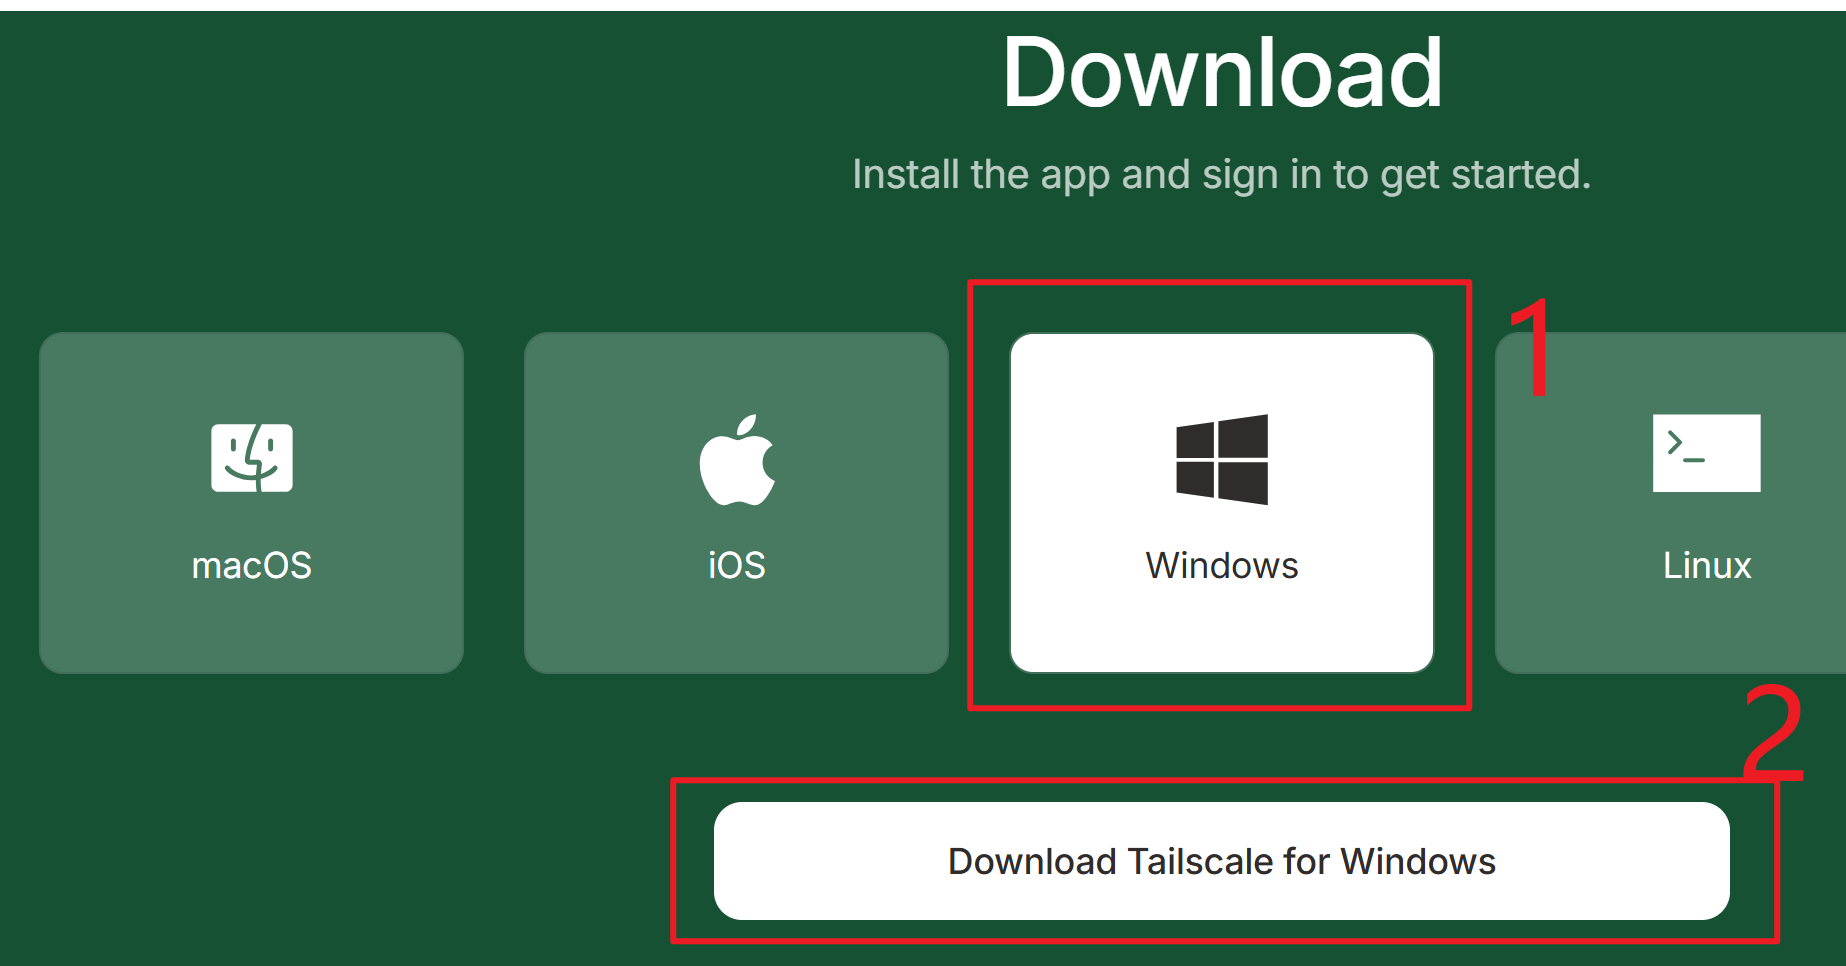 Download
Install the app and sign in to get started.
1
macOS
iOS
Windows
>_
Linux
2
Download Tailscale for Windows